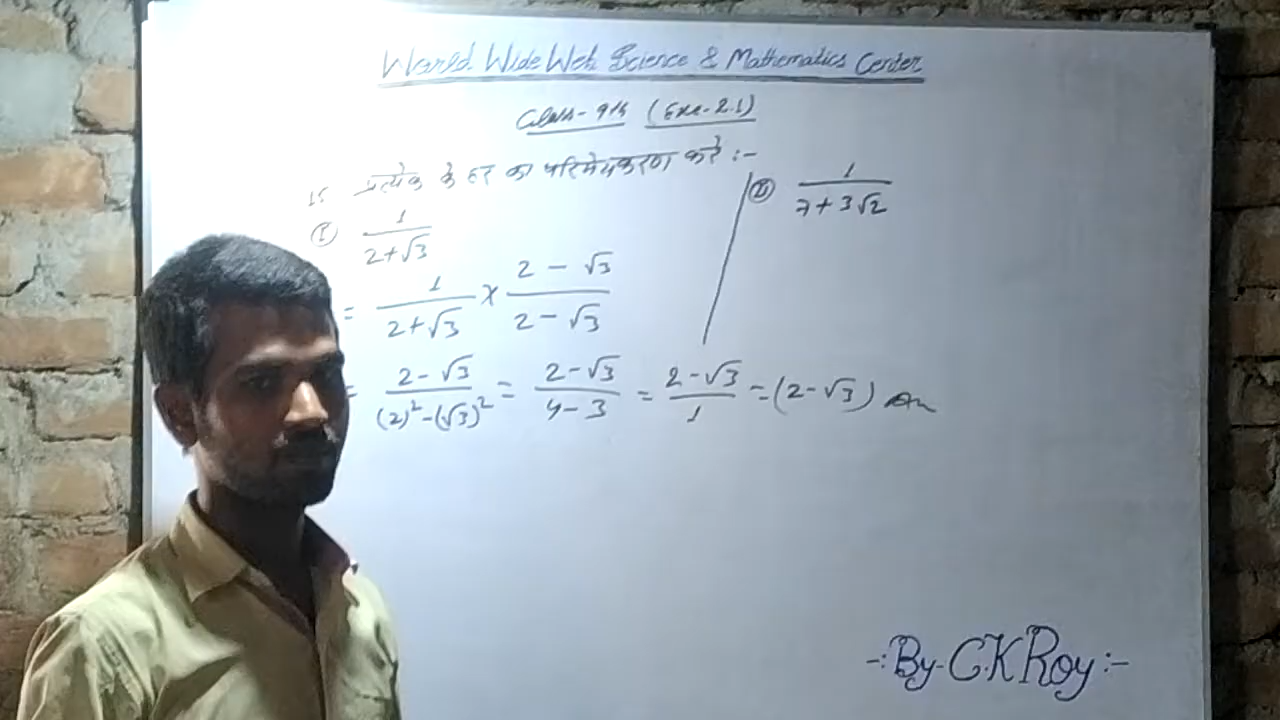 World Wide Web Science & Mathematics Center
Class-9th (Exe-2.1)
15 प्रत्येक के हर का परिमेयकरण करें :-
(i) 1/(2+√3)
= 1/(2+√3) × (2-√3)/(2-√3)
= (2-√3)/((2)²-(√3)²) = (2-√3)/(4-3) = (2-√3)/1 = (2-√3) Ans
(ii) 1/(7+3√2)
-: By- C.K Roy :-